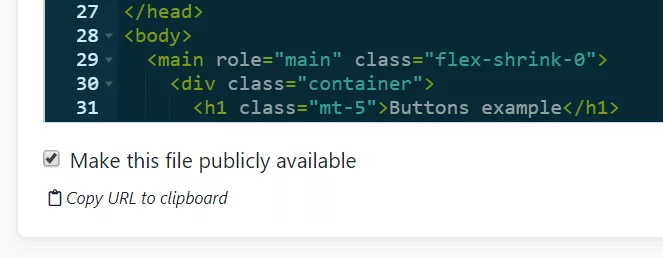 27 </head>
28 <body>
29 <main role="main" class="flex-shrink-0">
30 <div class="container">
31 <h1 class="mt-5">Buttons example</h1>
Make this file publicly available
Copy URL to clipboard